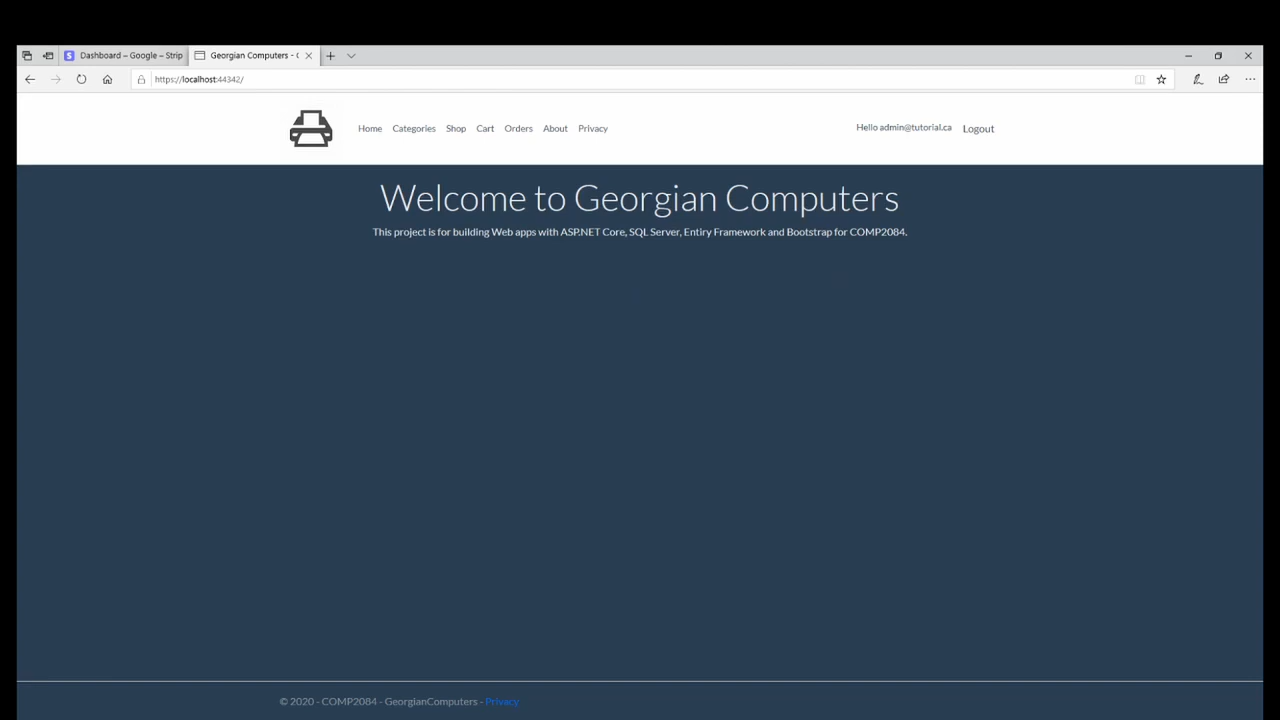 Dashboard – Google – Strip
Georgian Computers - 
https://localhost:44342/
Home Categories Shop Cart Orders About Privacy
Hello admin@tutorial.ca Logout
Welcome to Georgian Computers
This project is for building Web apps with ASP.NET Core, SQL Server, Entiry Framework and Bootstrap for COMP2084.
© 2020 - COMP2084 - GeorgianComputers - Privacy